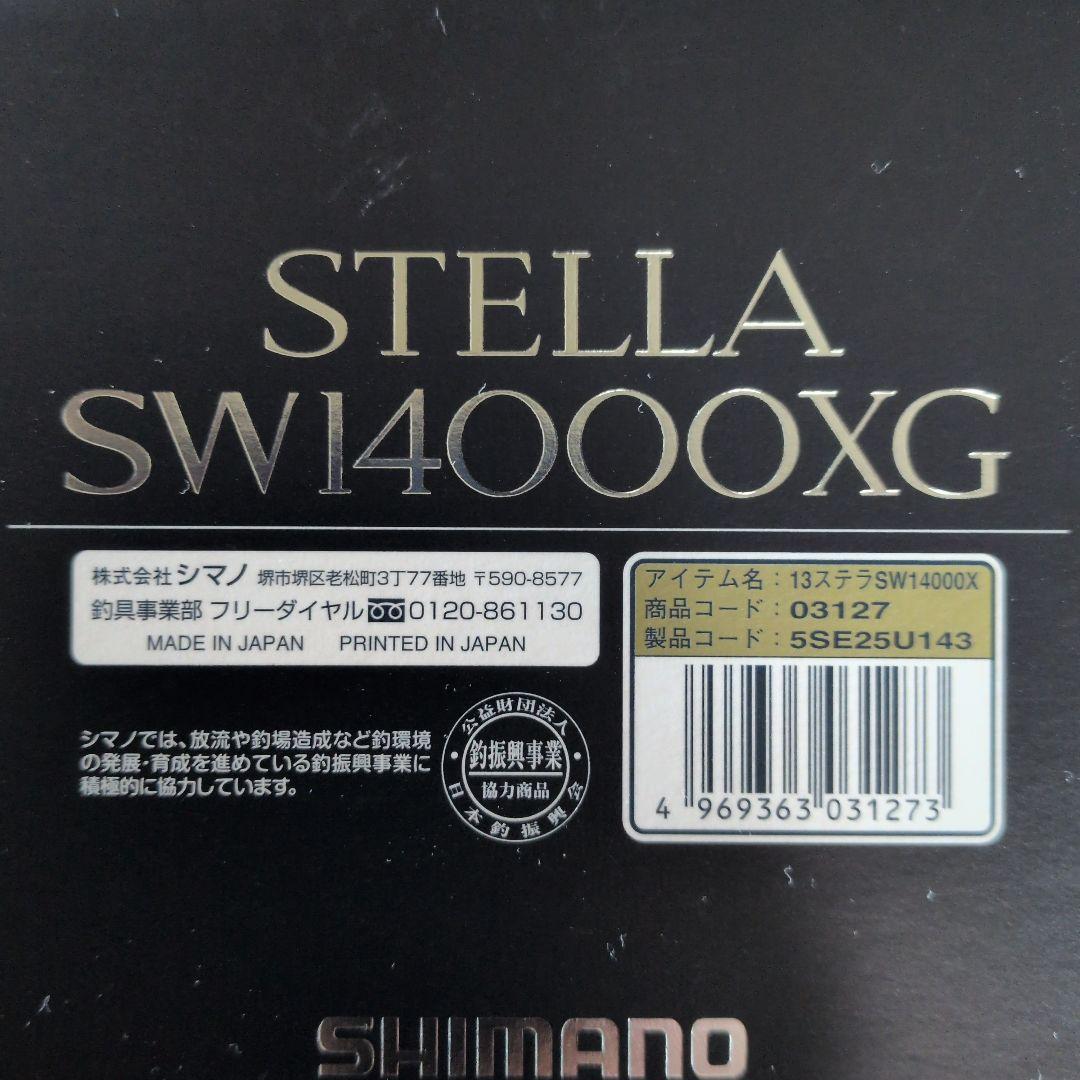 STELLA
SW14000XG
株式会社 シマノ 堺市堺区老松町3丁77番地 〒590-8577
釣具事業部 フリーダイヤル 0120-861130
MADE IN JAPAN PRINTED IN JAPAN
アイテム名：13ステラSW14000X
商品コード：03127
製品コード：5SE25U143
4 969363 031273
シマノでは、放流や釣場造成など釣環境
の発展・育成を進めている釣振興事業に
積極的に協力しています。
公益財団法人
釣振興事業
協力商品
日本釣振興会
SHIMANO